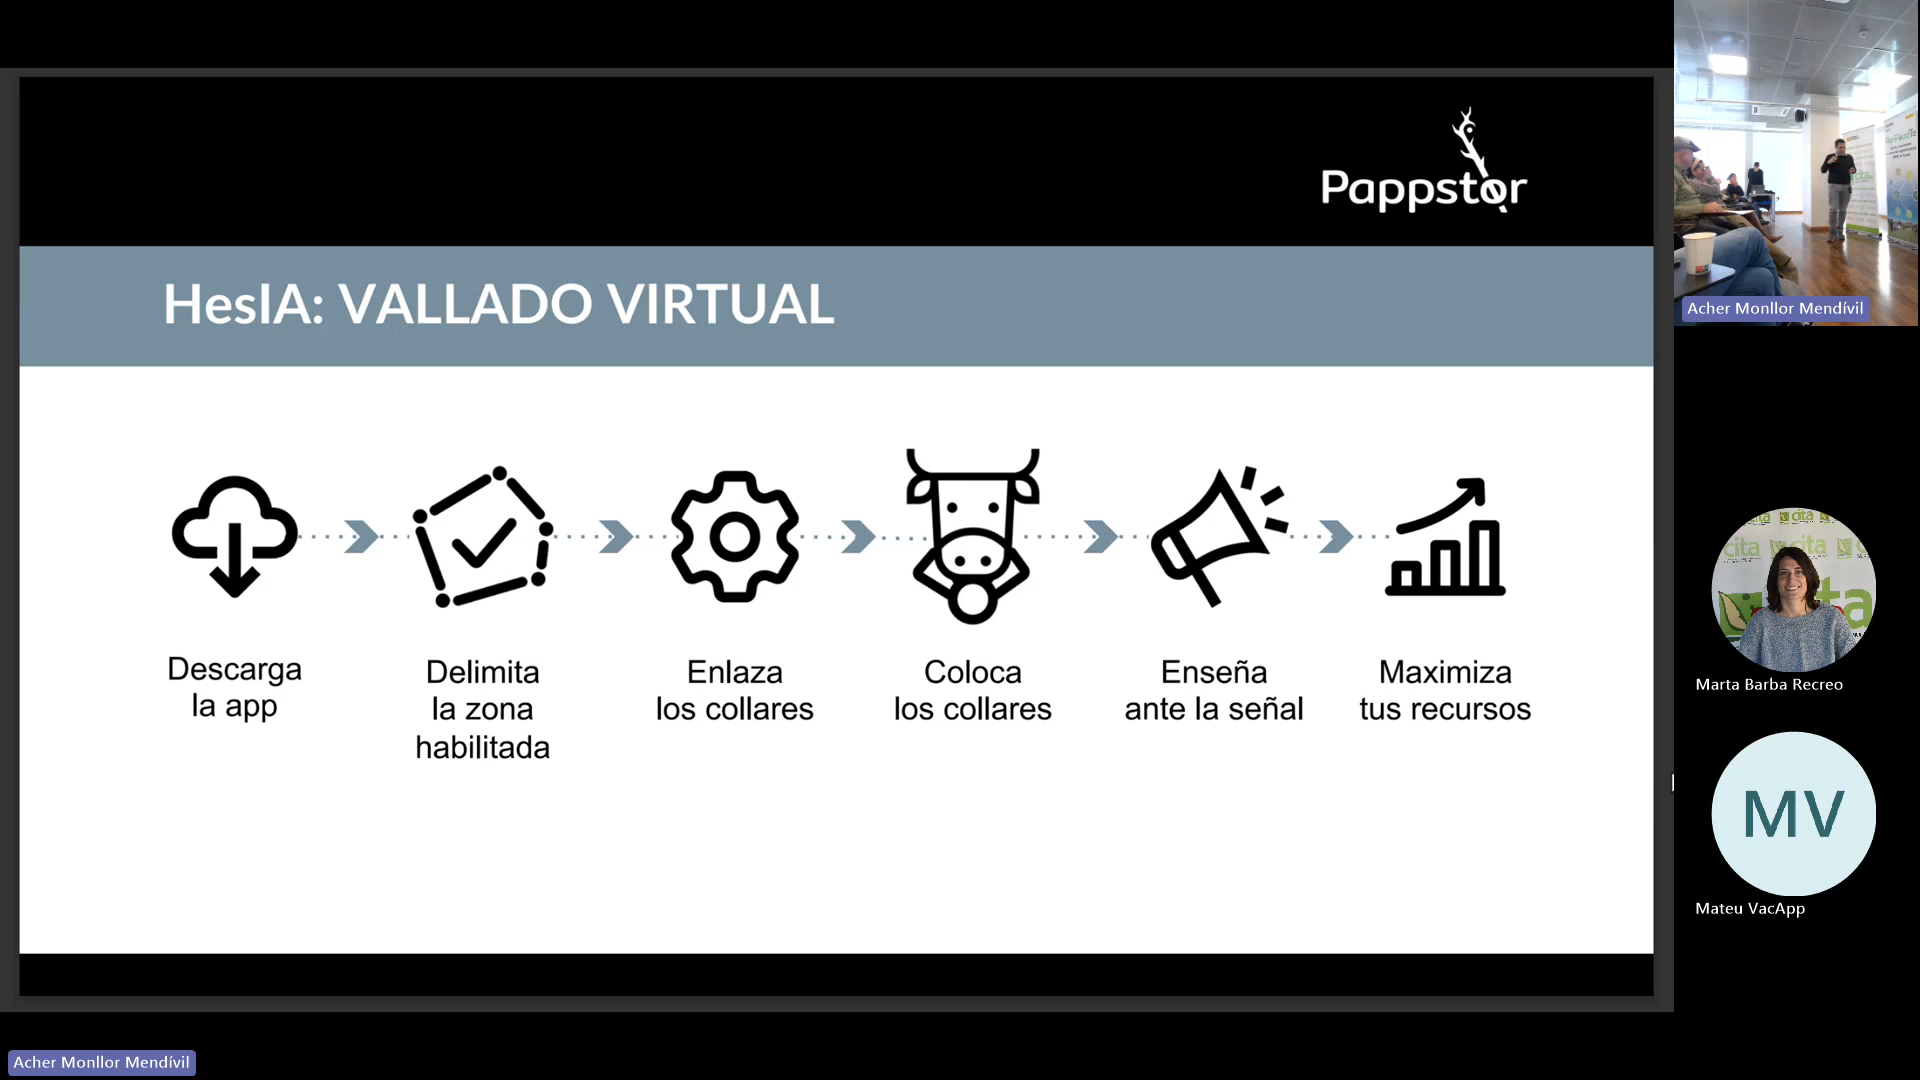 Pappstor
HesIA: VALLADO VIRTUAL
Descarga
la app
Delimita
la zona
habilitada
Enlaza
los collares
Coloca
los collares
Enseña
ante la señal
Maximiza
tus recursos
Acher Monllor Mendívil
cita
Marta Barba Recreo
MV
Mateu VacApp
Acher Monllor Mendívil